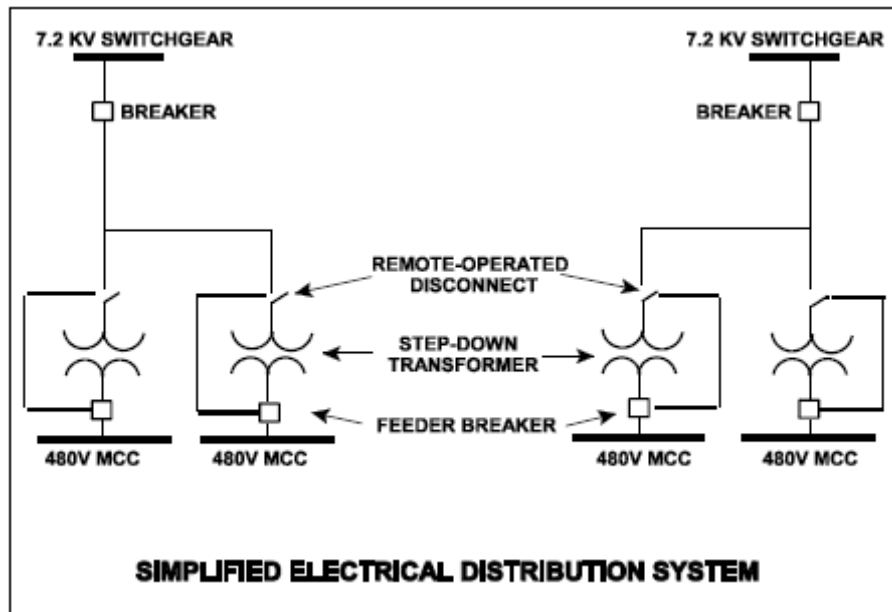 7.2 KV SWITCHGEAR
7.2 KV SWITCHGEAR
BREAKER
BREAKER
REMOTE-OPERATED
DISCONNECT
STEP-DOWN
TRANSFORMER
FEEDER BREAKER
480V MCC
480V MCC
480V MCC
480V MCC
SIMPLIFIED ELECTRICAL DISTRIBUTION SYSTEM